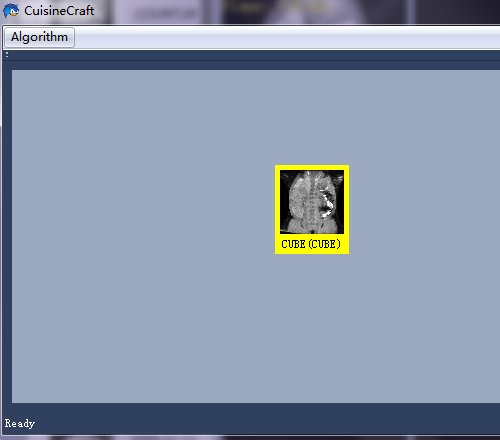 CuisineCraft
Algorithm
:
CUBE(CUBE)
Ready